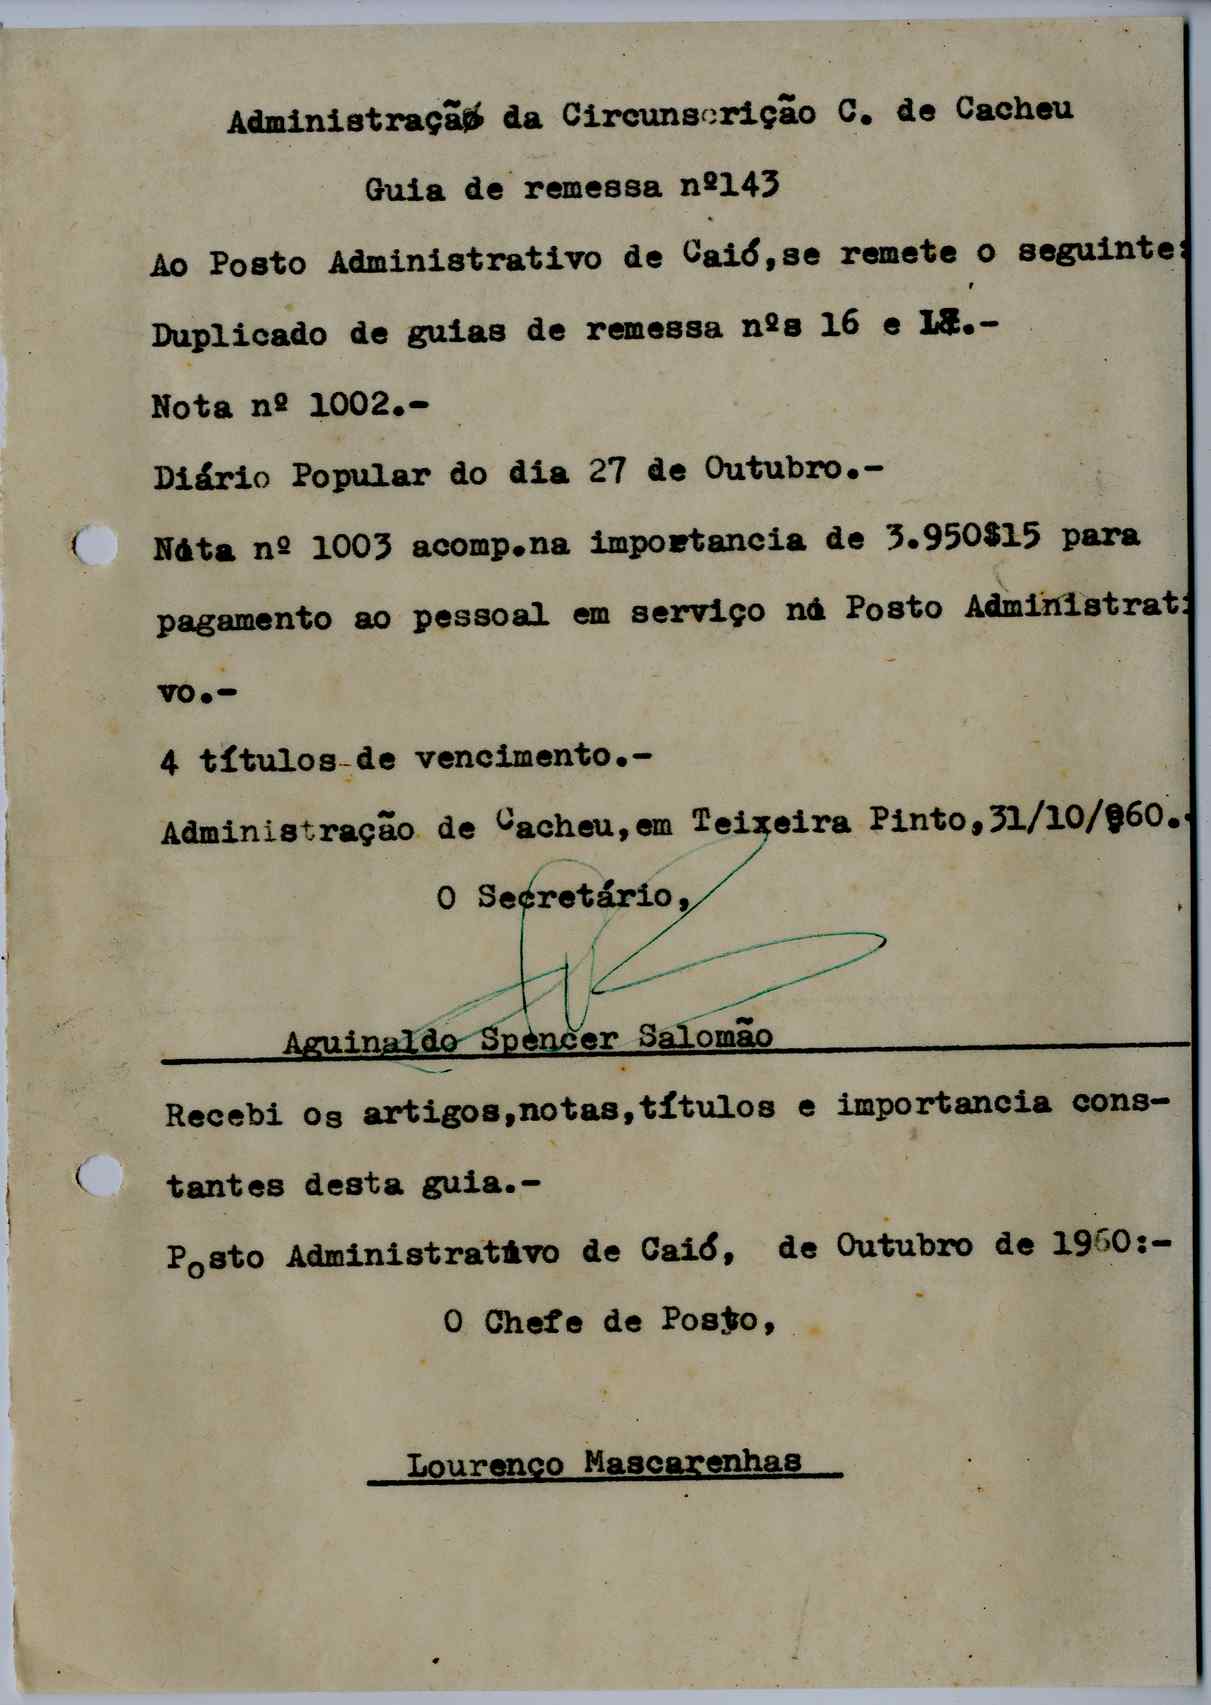 Administração da Circunscrição C. de Cacheu
Guia de remessa nº143
Ao Posto Administrativo de Caió,se remete o seguinte:
Duplicado de guias de remessa nºs 16 e 17.-
Nota nº 1002.-
Diário Popular do dia 27 de Outubro.-
Nota nº 1003 acomp.na importancia de 3.950$15 para
pagamento ao pessoal em serviço no Posto Administrati
vo.-
4 títulos de vencimento.-
Administração de Cacheu,em Teixeira Pinto,31/10/960.-
O Secretário,
Aguinaldo Spencer Salomão
Recebi os artigos,notas,títulos e importancia cons-
tantes desta guia.-
Posto Administrativo de Caió, de Outubro de 1960:-
O Chefe de Posto,
Lourenço Mascarenhas